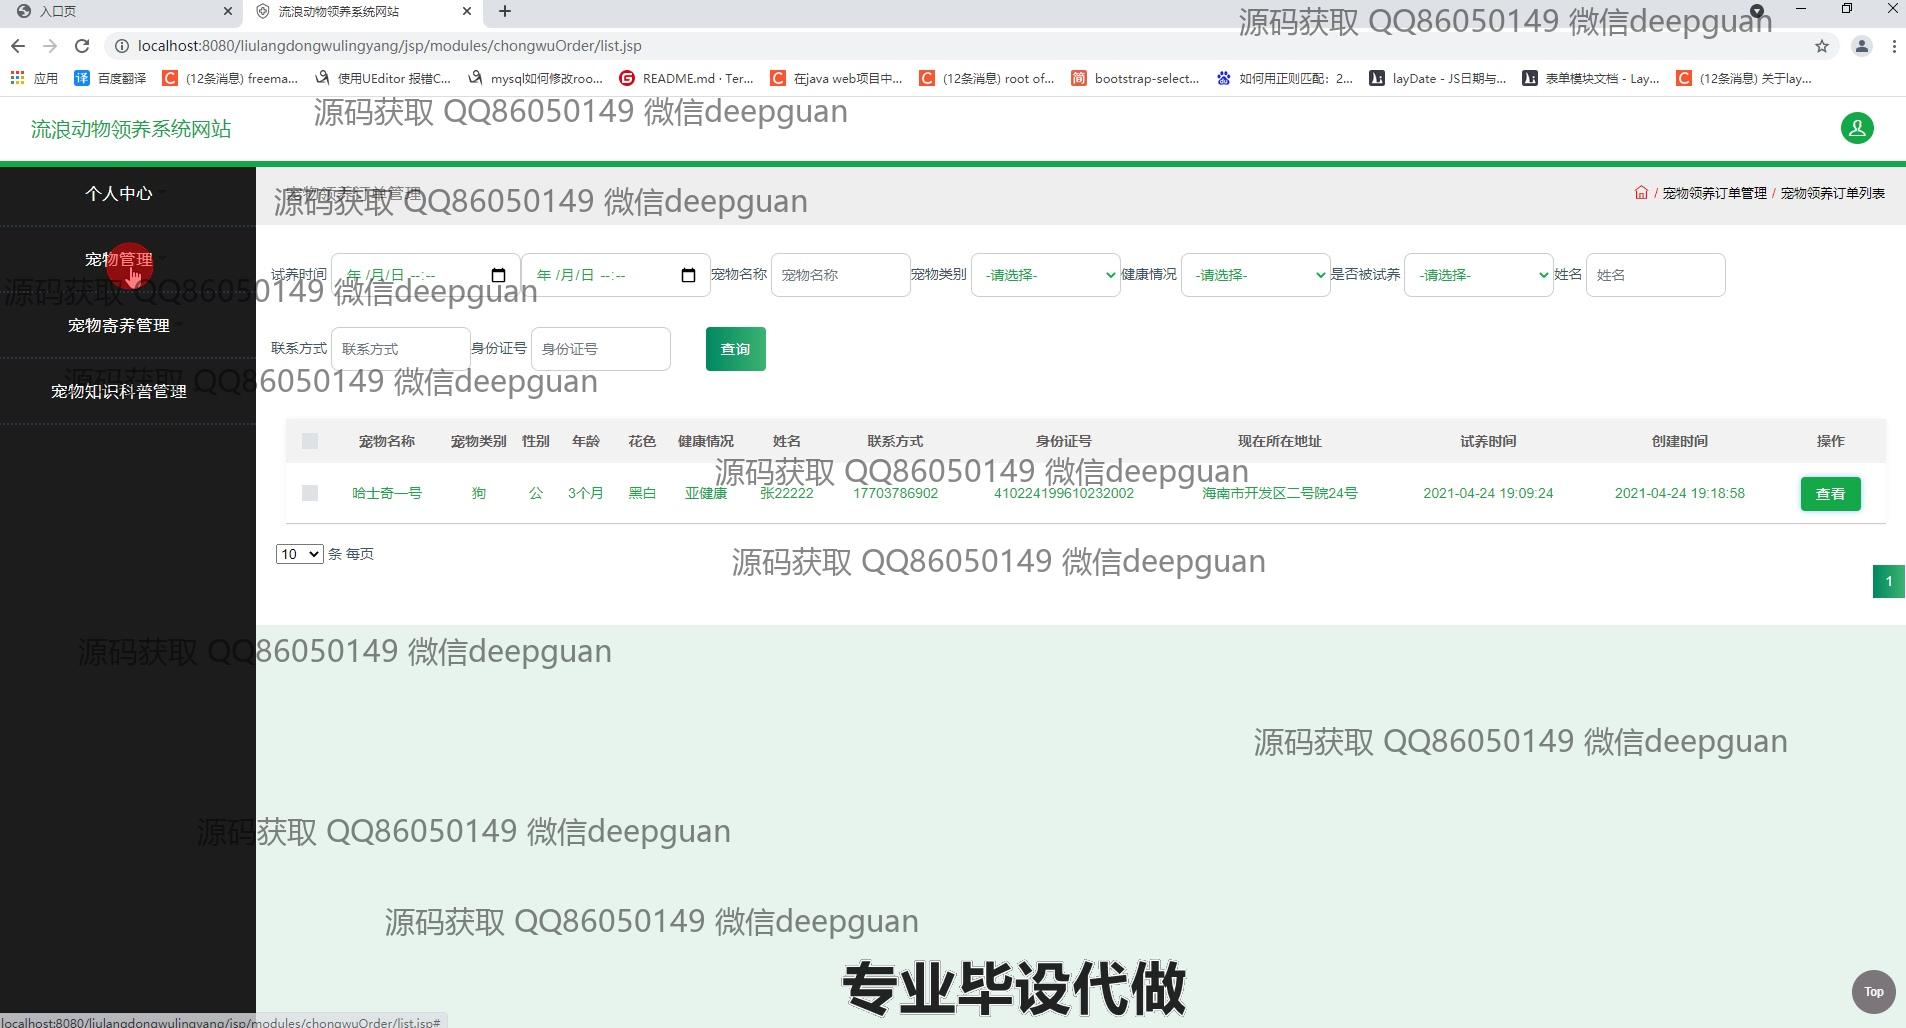 入口页
流浪动物领养系统网站
源码获取 QQ86050149 微信deepguan
localhost:8080/liulangdongwulingyang/jsp/modules/chongwuOrder/list.jsp
应用 百度翻译 (12条消息) freema... 使用UEditor 报错C... mysql如何修改roo... README.md · Ter... 在java web项目中... (12条消息) root of... bootstrap-select... 如何用正则匹配：2... layDate - JS日期与... 表单模块文档 - Lay... (12条消息) 关于lay...
源码获取 QQ86050149 微信deepguan
流浪动物领养系统网站
个人中心
宠物领养订单管理
源码获取 QQ86050149 微信deepguan
/ 宠物领养订单管理 / 宠物领养订单列表
宠物管理
试养时间 年 /月/日 --:-- 年 /月/日 --:-- 宠物名称 宠物名称 宠物类别 -请选择- 健康情况 -请选择- 是否被试养 -请选择- 姓名 姓名
源码获取 QQ86050149 微信deepguan
宠物寄养管理
联系方式 联系方式 身份证号 身份证号 查询
源码获取 QQ86050149 微信deepguan
宠物知识科普管理
宠物名称 宠物类别 性别 年龄 花色 健康情况 姓名 联系方式 身份证号 现在所在地址 试养时间 创建时间 操作
源码获取 QQ86050149 微信deepguan
哈士奇一号 狗 公 3个月 黑白 亚健康 张22222 17703786902 410224199610232002 海南市开发区二号院24号 2021-04-24 19:09:24 2021-04-24 19:18:58 查看
10 条 每页
源码获取 QQ86050149 微信deepguan
1
源码获取 QQ86050149 微信deepguan
源码获取 QQ86050149 微信deepguan
源码获取 QQ86050149 微信deepguan
源码获取 QQ86050149 微信deepguan
专业毕设代做
Top
localhost:8080/liulangdongwulingyang/jsp/modules/chongwuOrder/list.jsp#